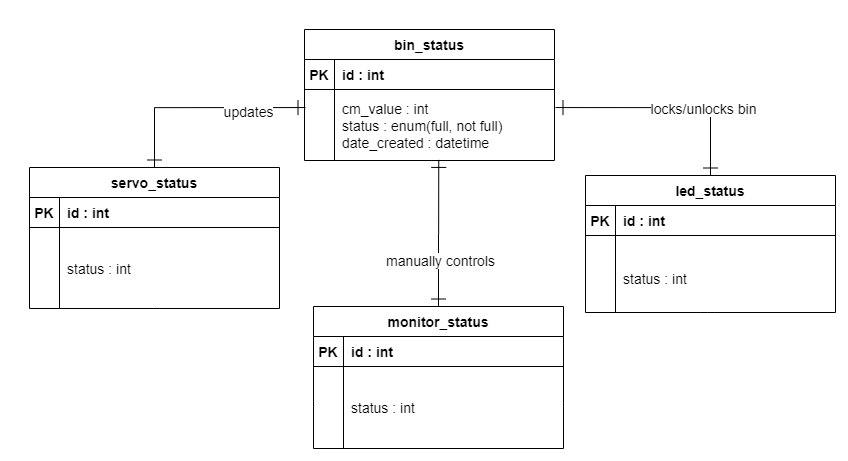 bin_status
PK id : int
cm_value : int
status : enum(full, not full)
date_created : datetime
updates
locks/unlocks bin
servo_status
PK id : int
status : int
led_status
PK id : int
status : int
manually controls
monitor_status
PK id : int
status : int